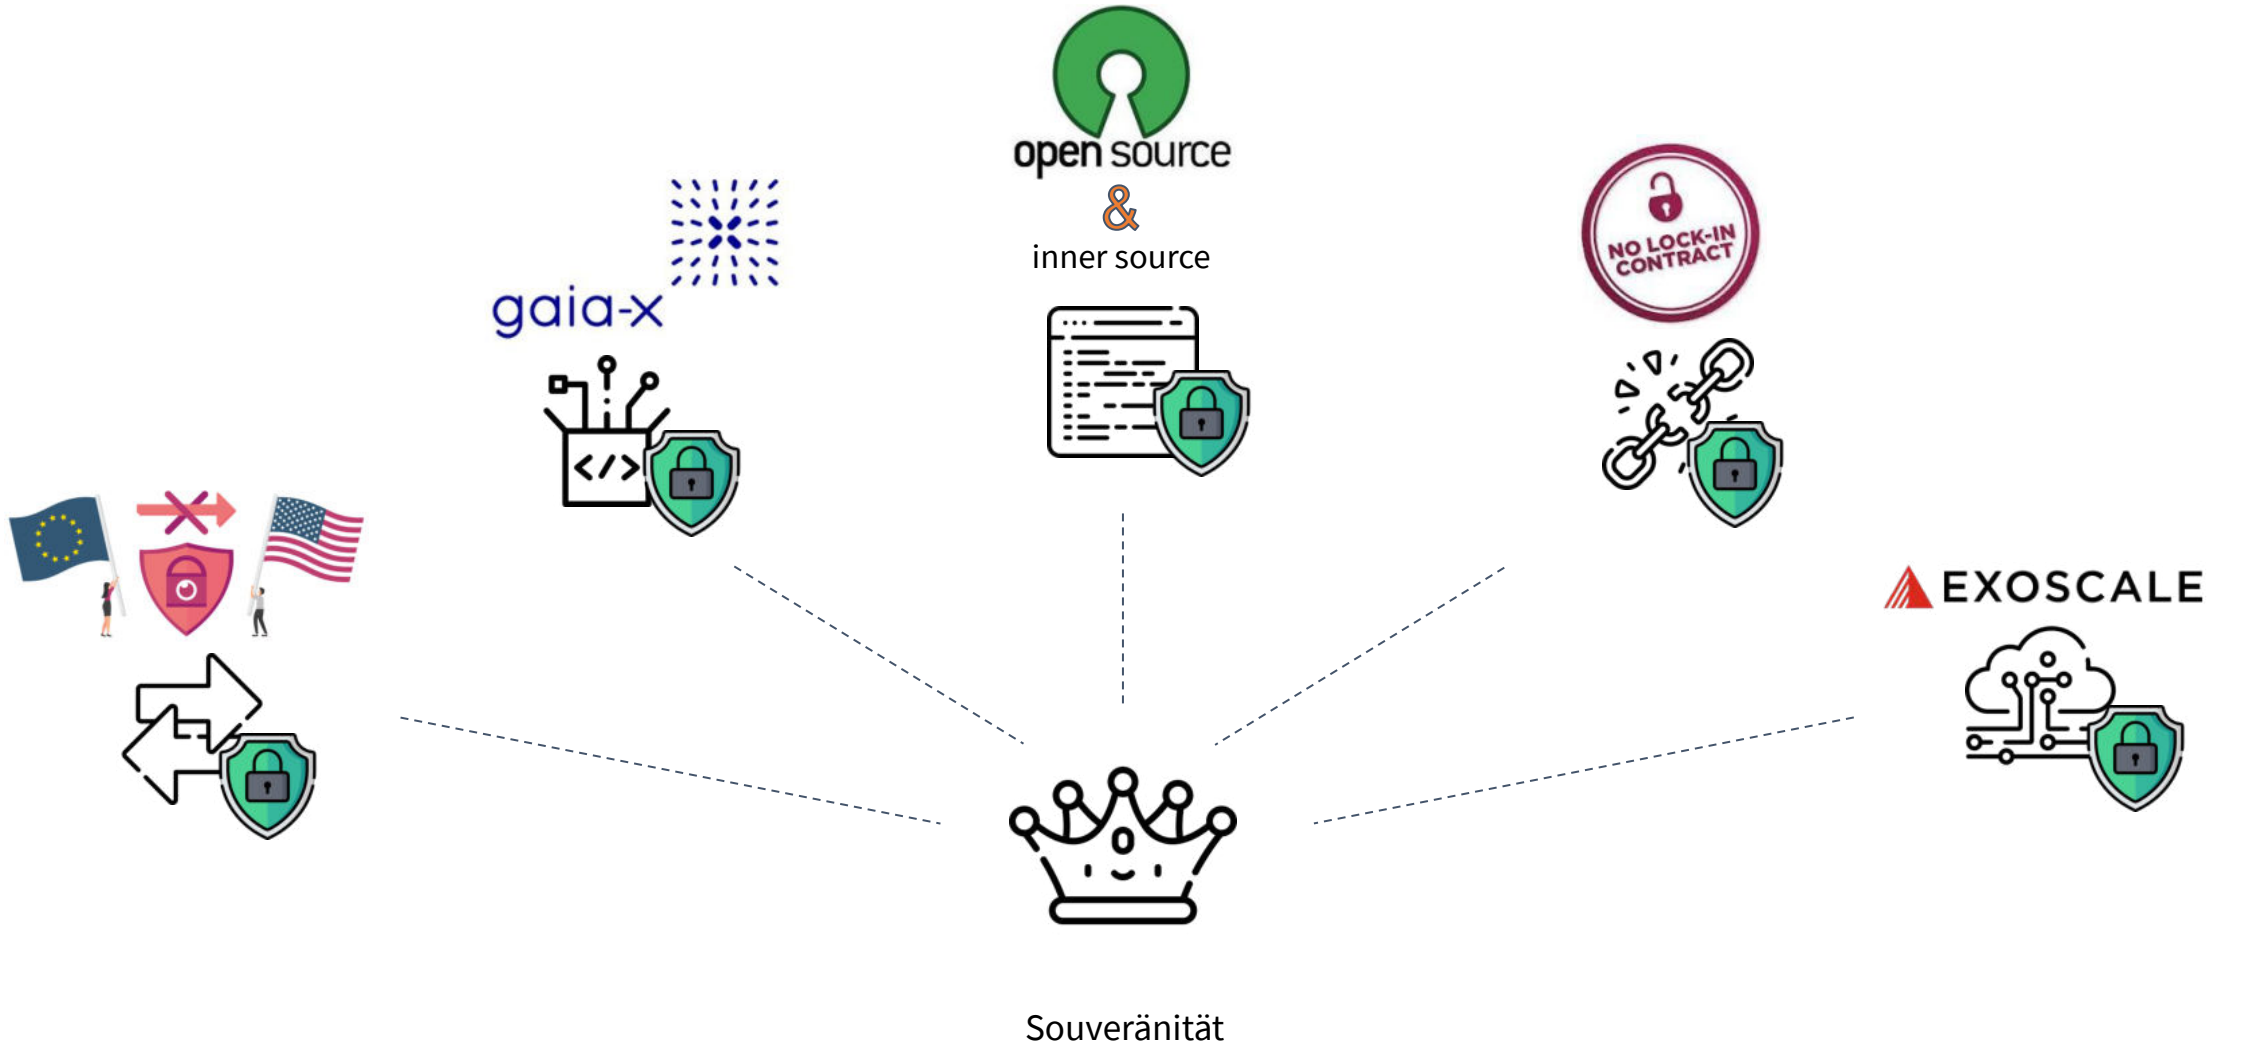 open source
&
inner source
gaia-x
NO LOCK-IN
CONTRACT
</>
EXOSCALE
Souveränität